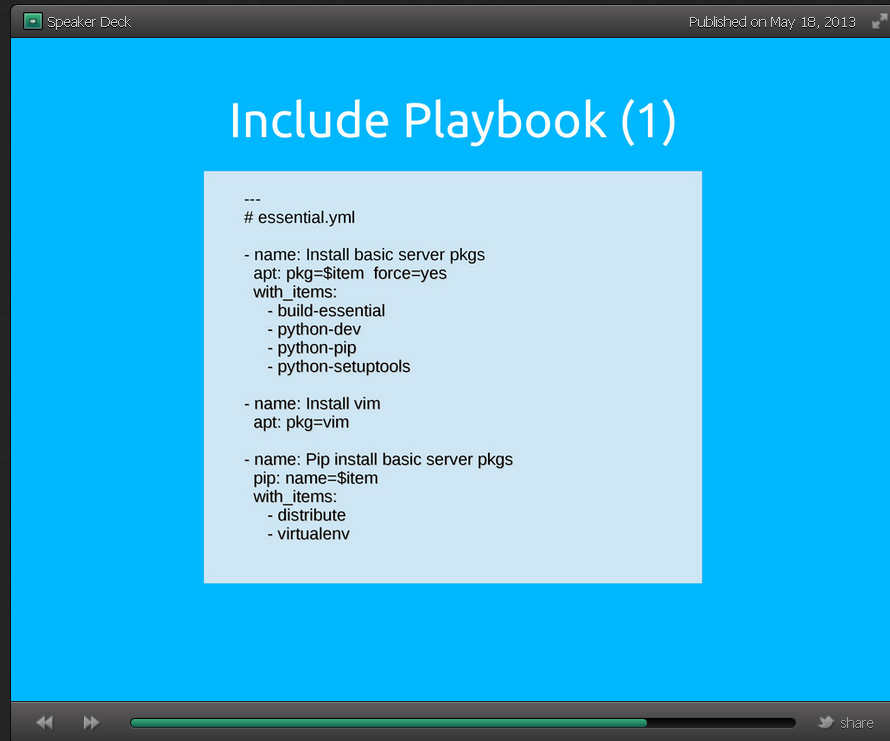 Speaker Deck
Published on May 18, 2013
Include Playbook (1)
---
# essential.yml
- name: Install basic server pkgs
apt: pkg=$item  force=yes
with_items:
- build-essential
- python-dev
- python-pip
- python-setuptools
- name: Install vim
apt: pkg=vim
- name: Pip install basic server pkgs
pip: name=$item
with_items:
- distribute
- virtualenv
share